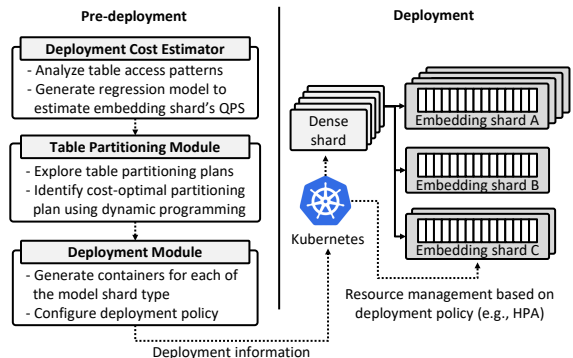 Pre-deployment
Deployment Cost Estimator
- Analyze table access patterns
- Generate regression model to
estimate embedding shard's QPS
Table Partitioning Module
- Explore table partitioning plans
- Identify cost-optimal partitioning
plan using dynamic programming
Deployment Module
- Generate containers for each of
the model shard type
- Configure deployment policy
Deployment information
Deployment
Dense
shard
Kubernetes
Embedding shard A
Embedding shard B
Embedding shard C
Resource management based on
deployment policy (e.g., HPA)